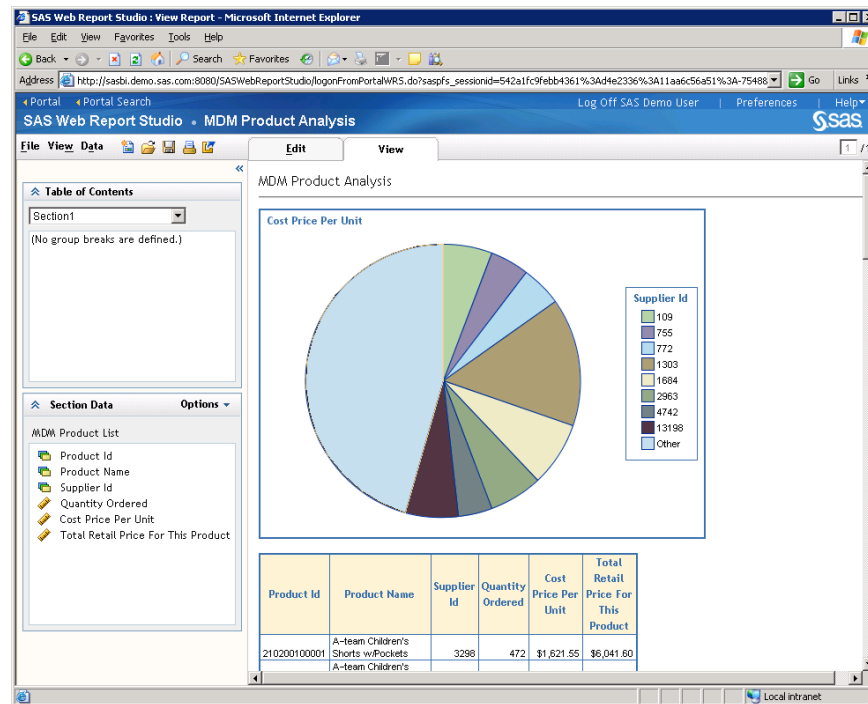 SAS Web Report Studio : View Report - Microsoft Internet Explorer
File Edit View Favorites Tools Help
Back Search Favorites
Address http://sasbi.demo.sas.com:8080/SASWebReportStudio/logonFromPortalWRS.do?saspfs_sessionid=542a1fc9febb4361%3Ad4e2336%3A11aa6c56a51%3A-75488 Go Links
Portal Portal Search Log Off SAS Demo User | Preferences | Help
SAS Web Report Studio • MDM Product Analysis sas
File View Data Edit View 1 /1
«
MDM Product Analysis
Table of Contents
Section1
(No group breaks are defined.)
Section Data Options
MDM Product List
Product Id
Product Name
Supplier Id
Quantity Ordered
Cost Price Per Unit
Total Retail Price For This Product
Cost Price Per Unit
Supplier Id
109
755
772
1303
1684
2963
4742
13198
Other
Product Id Product Name Supplier Id Quantity Ordered Cost Price Per Unit Total Retail Price For This Product
210200100001 A-team Children's Shorts w/Pockets 3298 472 $1,621.55 $6,041.60
A-team Children's
Local intranet